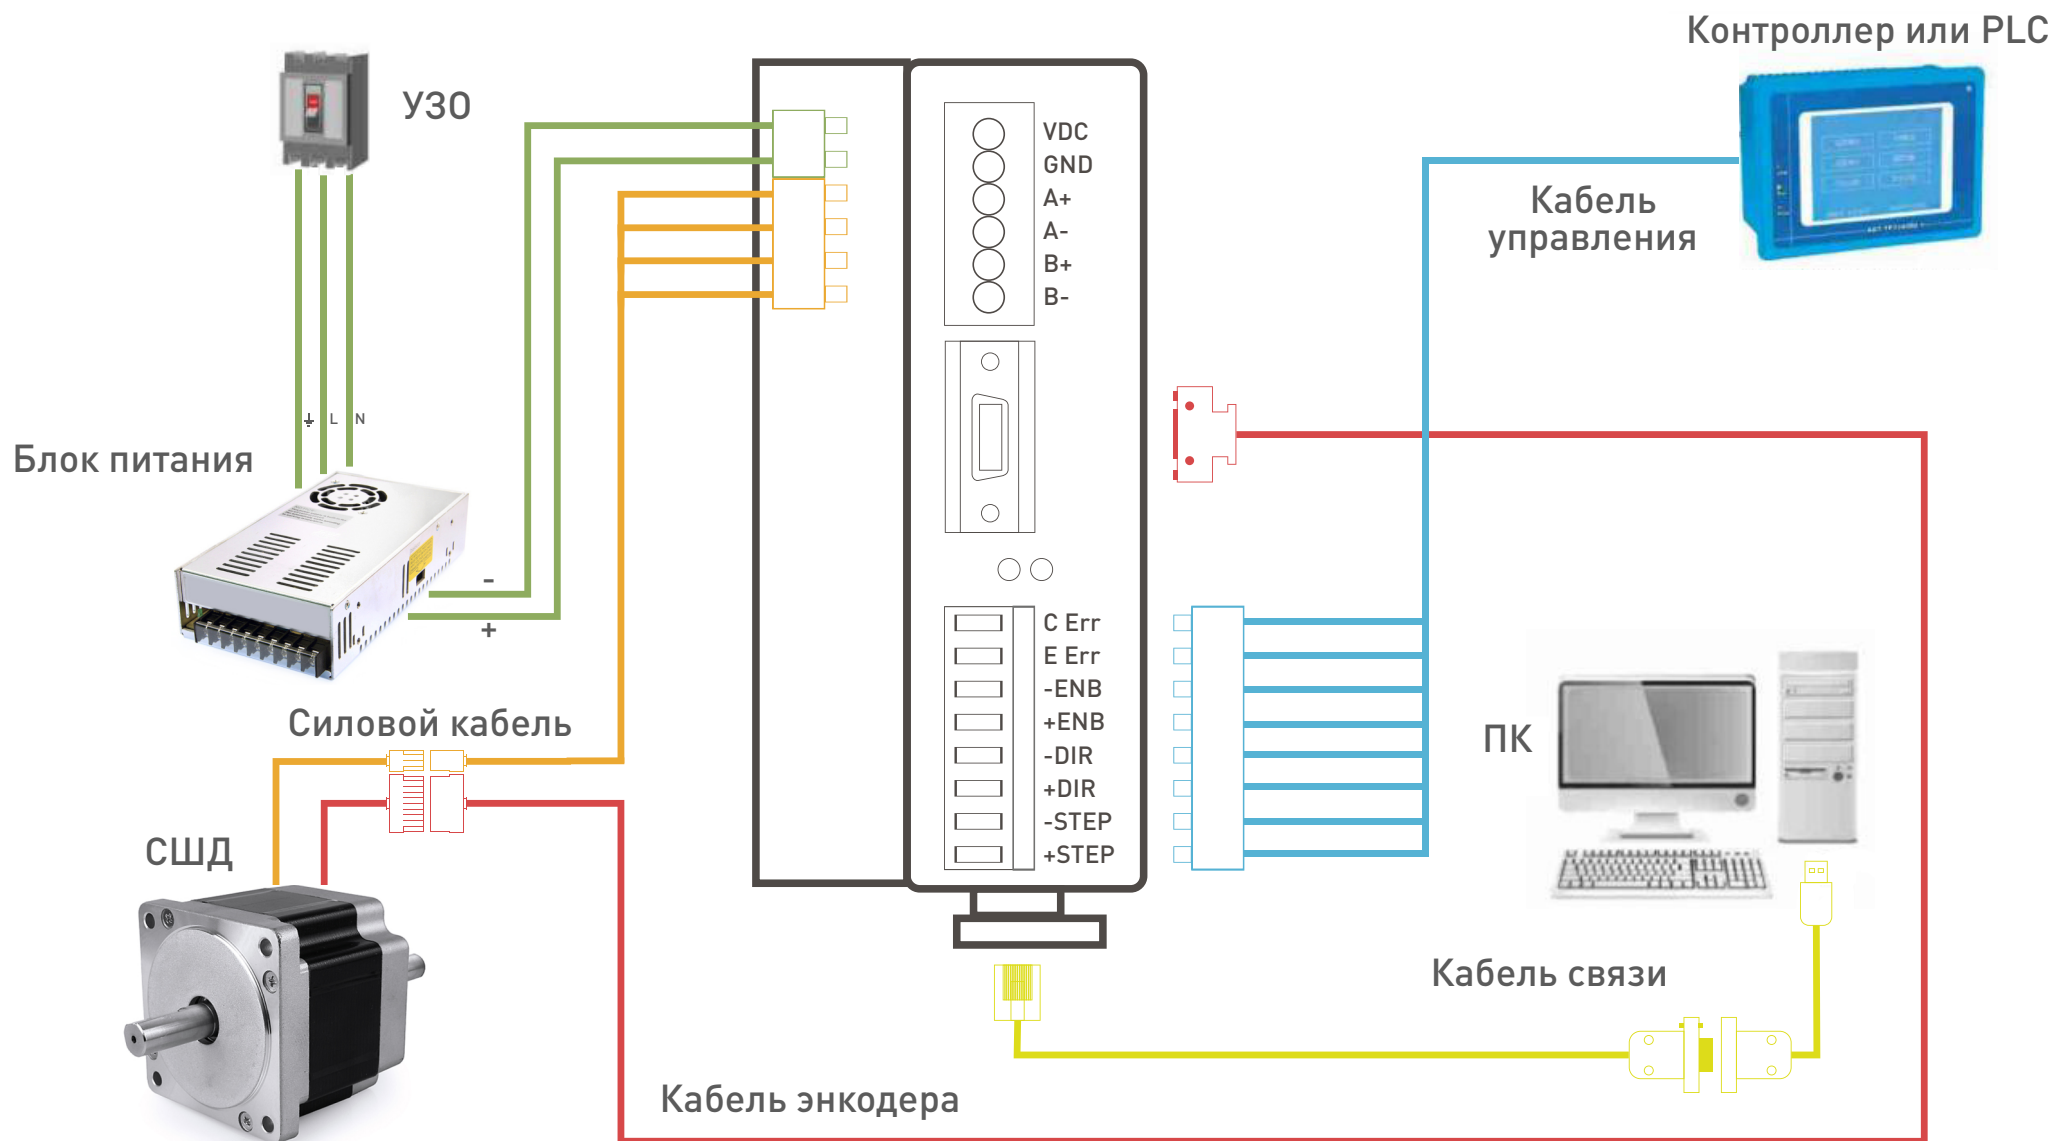 Контроллер или PLC
УЗО
VDC
GND
A+
A-
B+
B-
Кабель
управления
L
N
Блок питания
-
+
C Err
E Err
-ENB
+ENB
-DIR
+DIR
-STEP
+STEP
Силовой кабель
ПК
СШД
Кабель связи
Кабель энкодера